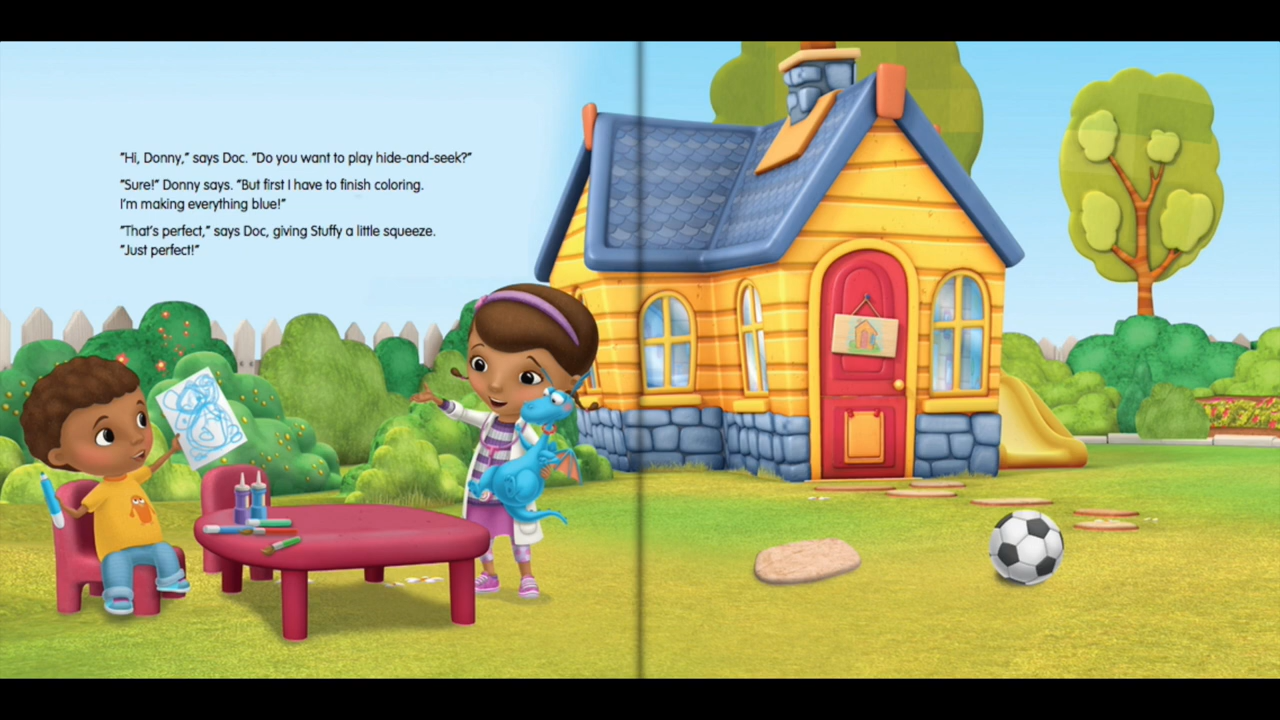 "Hi, Donny," says Doc. "Do you want to play hide-and-seek?"
"Sure!" Donny says. "But first I have to finish coloring.
I'm making everything blue!"
"That's perfect," says Doc, giving Stuffy a little squeeze.
"Just perfect!"